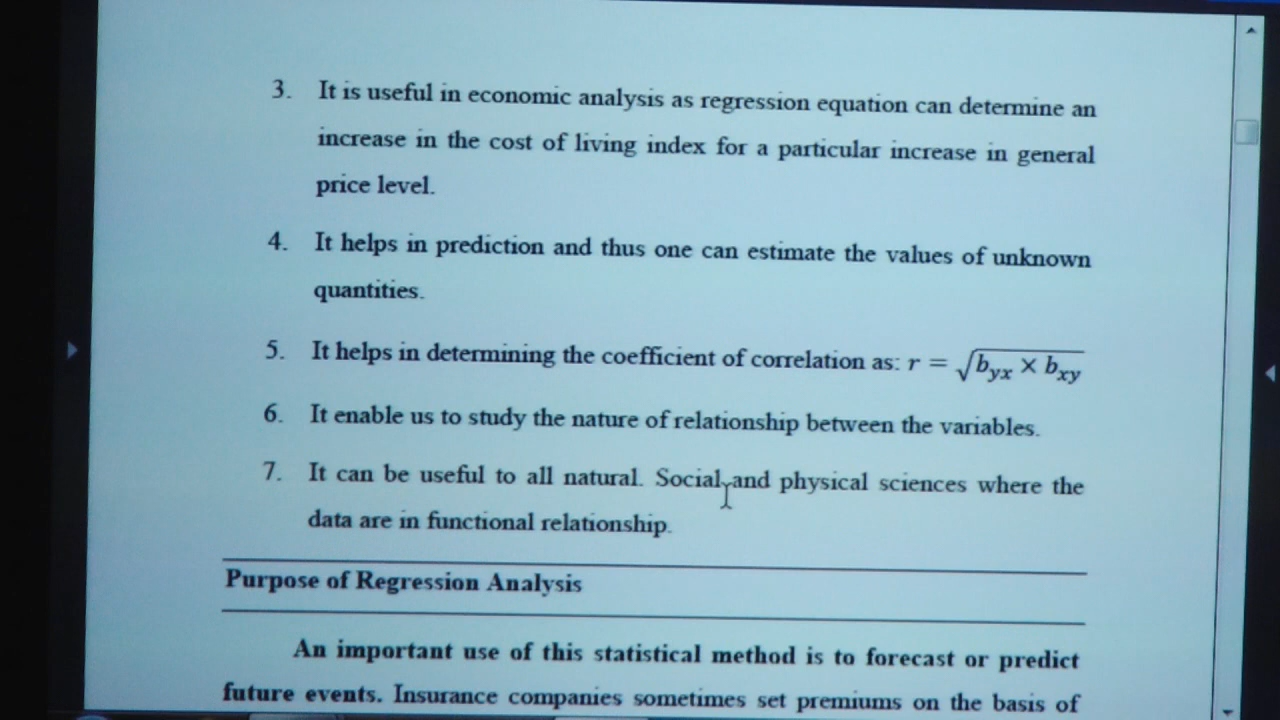 3. It is useful in economic analysis as regression equation can determine an
increase in the cost of living index for a particular increase in general
price level.
4. It helps in prediction and thus one can estimate the values of unknown
quantities.
5. It helps in determining the coefficient of correlation as: r = √(b_yx × b_xy)
6. It enable us to study the nature of relationship between the variables.
7. It can be useful to all natural. Social and physical sciences where the
data are in functional relationship.
Purpose of Regression Analysis
An important use of this statistical method is to forecast or predict
future events. Insurance companies sometimes set premiums on the basis of